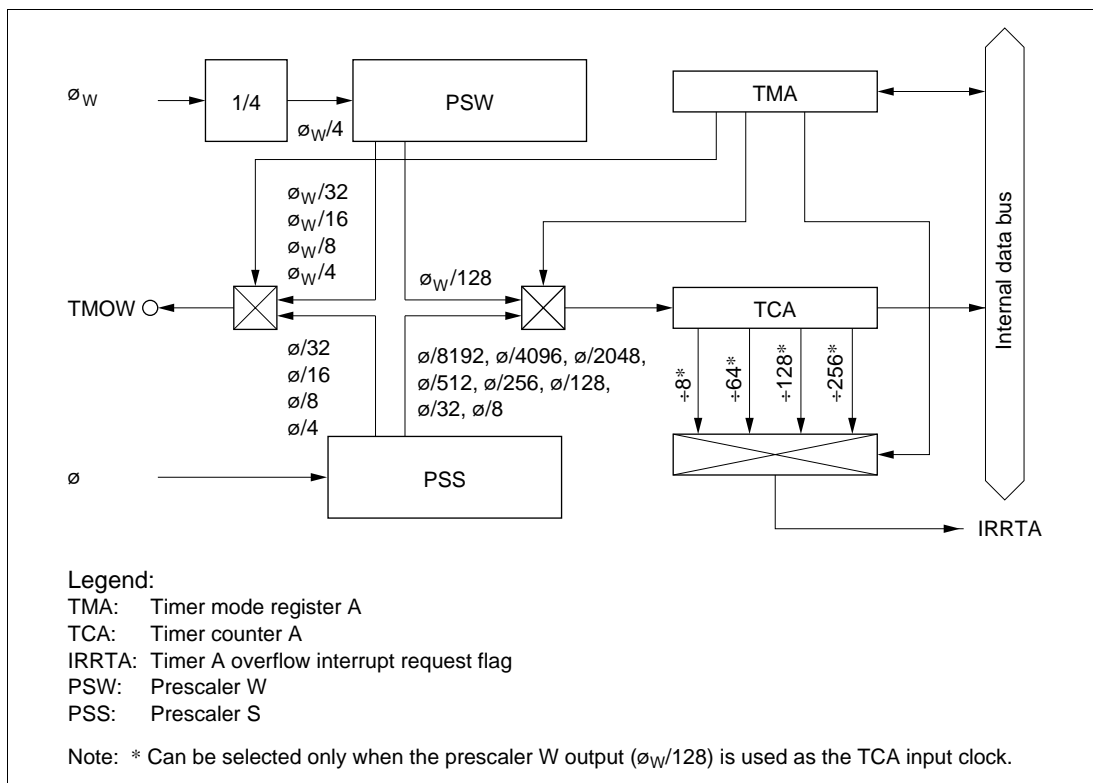 øW
1/4
PSW
TMA
øW/4
øW/32
øW/16
øW/8
øW/4
øW/128
TMOW
TCA
Internal data bus
ø/32
ø/16
ø/8
ø/4
ø/8192, ø/4096, ø/2048,
ø/512, ø/256, ø/128,
ø/32, ø/8
÷8*
÷64*
÷128*
÷256*
ø
PSS
IRRTA
Legend:
TMA: Timer mode register A
TCA: Timer counter A
IRRTA: Timer A overflow interrupt request flag
PSW: Prescaler W
PSS: Prescaler S
Note: * Can be selected only when the prescaler W output (øW/128) is used as the TCA input clock.